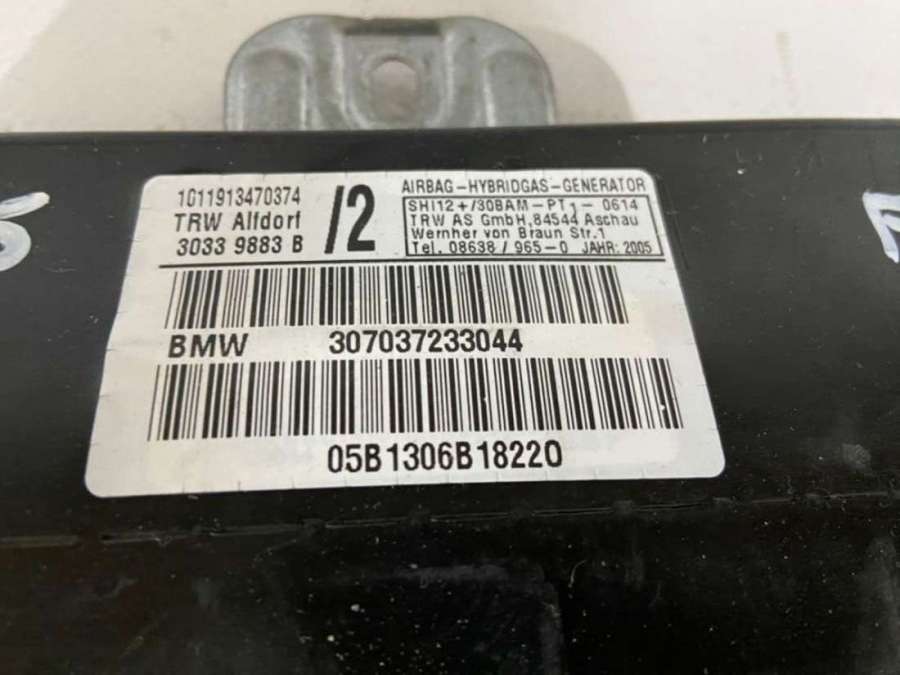 1011913470374
TRW Alfdorf
3033 9883 B
/2
AIRBAG-HYBRIDGAS-GENERATOR
SHI12+/30BAM-PT1- 0614
TRW AS GmbH, 84544 Aschau
Wernher von Braun Str.1
Tel. 08638/ 965-0 JAHR: 2005
BMW 307037233044
05B1306B18220